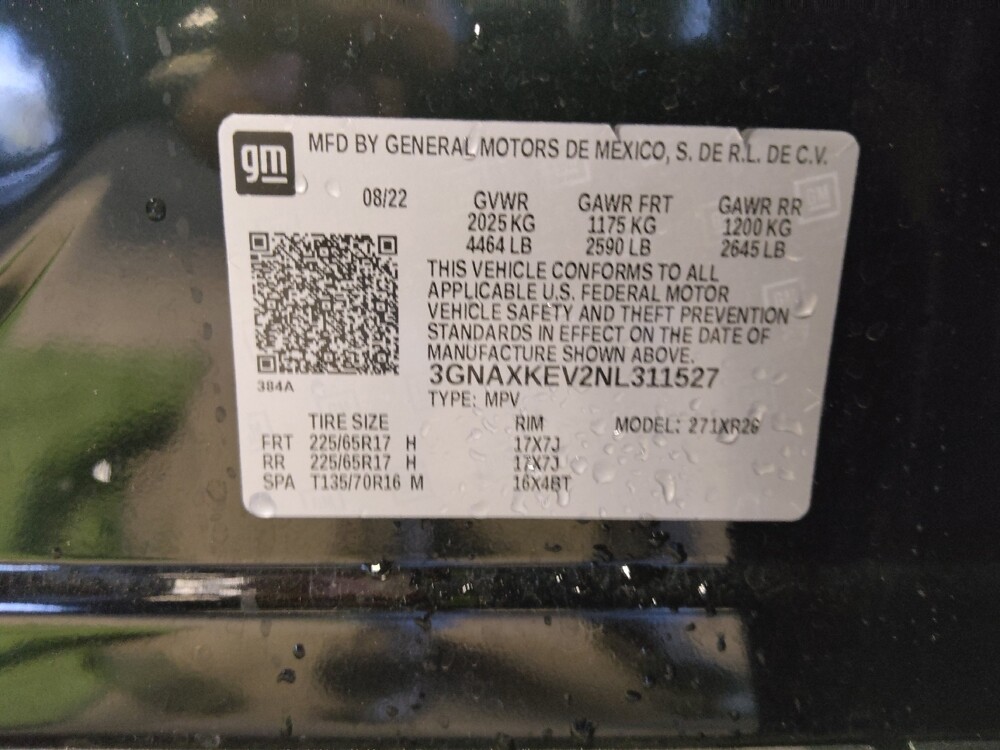 gm
MFD BY GENERAL MOTORS DE MEXICO, S. DE R.L. DE C.V.
08/22 GVWR GAWR FRT GAWR RR
2025 KG 1175 KG 1200 KG
4464 LB 2590 LB 2645 LB
THIS VEHICLE CONFORMS TO ALL
APPLICABLE U.S. FEDERAL MOTOR
VEHICLE SAFETY AND THEFT PREVENTION
STANDARDS IN EFFECT ON THE DATE OF
MANUFACTURE SHOWN ABOVE.
384A
3GNAXKEV2NL311527
TYPE: MPV
TIRE SIZE RIM MODEL: 271XR26
FRT 225/65R17 H 17X7J
RR 225/65R17 H 17X7J
SPA T135/70R16 M 16X4BT